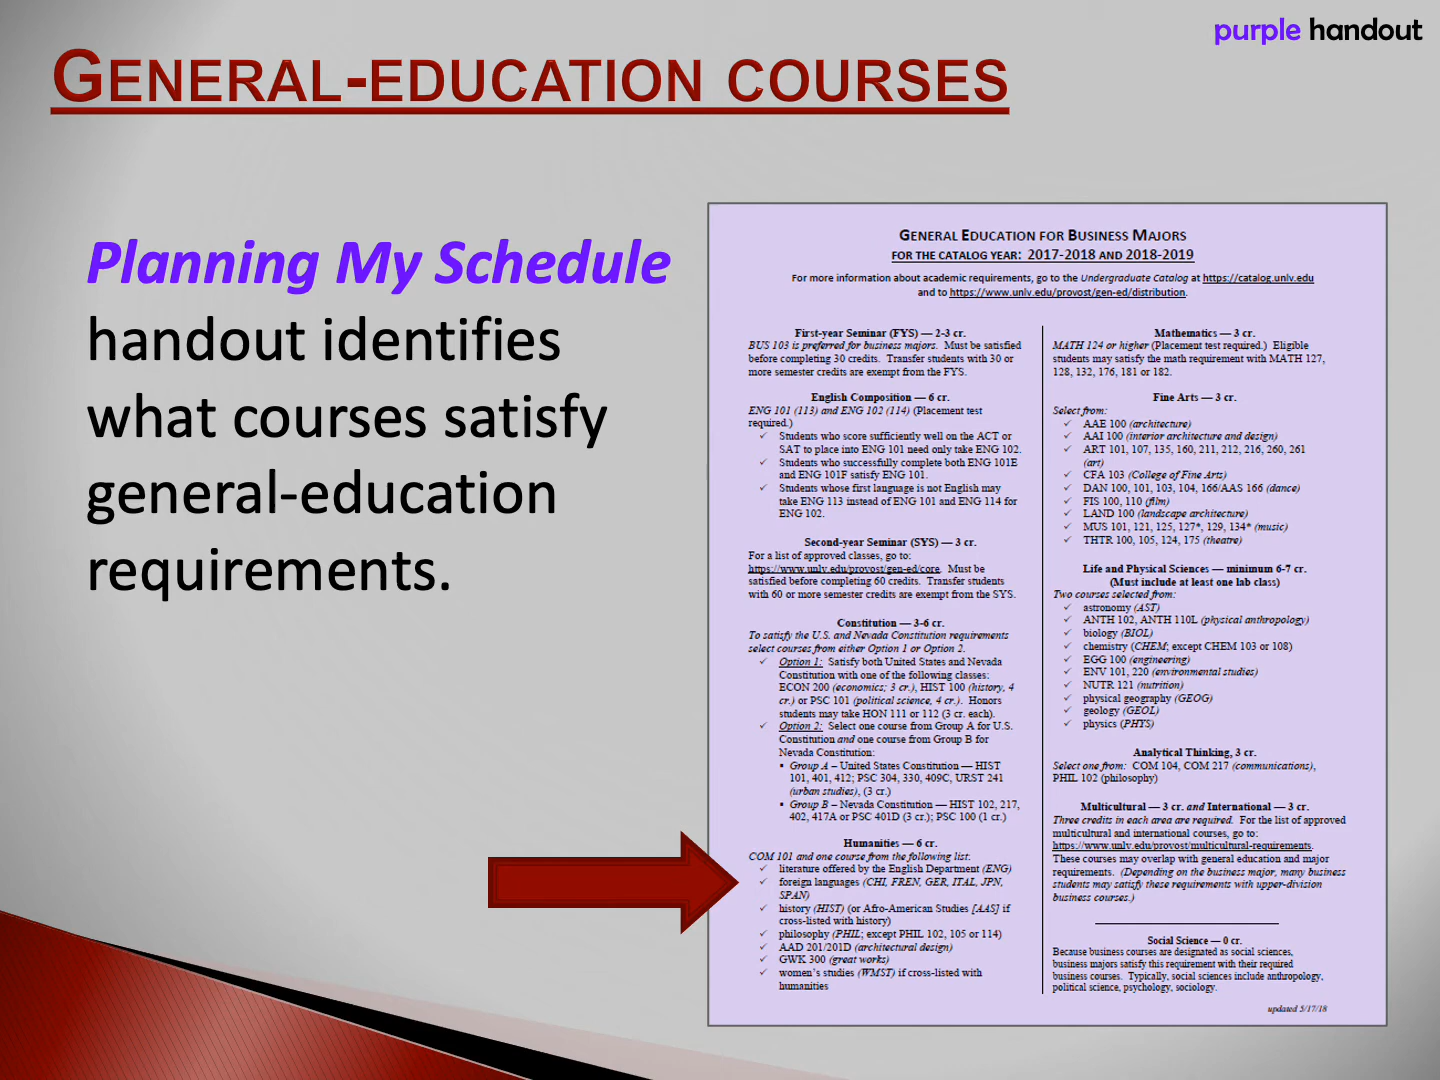 purple handout
GENERAL-EDUCATION COURSES
Planning My Schedule
handout identifies
what courses satisfy
general-education
requirements.
GENERAL EDUCATION FOR BUSINESS MAJORS
FOR THE CATALOG YEAR: 2017-2018 AND 2018-2019
For more information about academic requirements, go to the Undergraduate Catalog at https://catalog.unlv.edu
and to https://www.unlv.edu/provost/gen-ed/distribution.
First-year Seminar (FYS) — 2-3 cr.
BUS 103 is preferred for business majors. Must be satisfied
before completing 30 credits. Transfer students with 30 or
more semester credits are exempt from the FYS.
English Composition — 6 cr.
ENG 101 (113) and ENG 102 (114) (Placement test
required.)
✓ Students who score sufficiently well on the ACT or
SAT to place into ENG 101 need only take ENG 102.
✓ Students who successfully complete both ENG 101E
and ENG 101F satisfy ENG 101.
✓ Students whose first language is not English may
take ENG 113 instead of ENG 101 and ENG 114 for
ENG 102.
Second-year Seminar (SYS) — 3 cr.
For a list of approved classes, go to:
https://www.unlv.edu/provost/gen-ed/core. Must be
satisfied before completing 60 credits. Transfer students
with 60 or more semester credits are exempt from the SYS.
Constitution — 3-6 cr.
To satisfy the U.S. and Nevada Constitution requirements
select courses from either Option 1 or Option 2.
✓ Option 1: Satisfy both United States and Nevada
Constitution with one of the following classes:
ECON 200 (economics; 3 cr.), HIST 100 (history, 4
cr.) or PSC 101 (political science, 4 cr.). Honors
students may take HON 111 or 112 (3 cr. each).
✓ Option 2: Select one course from Group A for U.S.
Constitution and one course from Group B for
Nevada Constitution:
▪ Group A – United States Constitution — HIST
101, 401, 412; PSC 304, 330, 409C, URST 241
(urban studies), (3 cr.)
▪ Group B – Nevada Constitution — HIST 102, 217,
402, 417A or PSC 401D (3 cr.); PSC 100 (1 cr.)
Humanities — 6 cr.
COM 101 and one course from the following list:
✓ literature offered by the English Department (ENG)
✓ foreign languages (CHI, FREN, GER, ITAL, JPN,
SPAN)
✓ history (HIST) (or Afro-American Studies [AAS] if
cross-listed with history)
✓ philosophy (PHIL; except PHIL 102, 105 or 114)
✓ AAD 201/201D (architectural design)
✓ GWK 300 (great works)
✓ women's studies (WMST) if cross-listed with
humanities
Mathematics — 3 cr.
MATH 124 or higher (Placement test required.) Eligible
students may satisfy the math requirement with MATH 127,
128, 132, 176, 181 or 182.
Fine Arts — 3 cr.
Select from:
✓ AAE 100 (architecture)
✓ AAI 100 (interior architecture and design)
✓ ART 101, 107, 135, 160, 211, 212, 216, 260, 261
(art)
✓ CFA 103 (College of Fine Arts)
✓ DAN 100, 101, 103, 104, 166/AAS 166 (dance)
✓ FIS 100, 110 (film)
✓ LAND 100 (landscape architecture)
✓ MUS 101, 121, 125, 127*, 129, 134* (music)
✓ THTR 100, 105, 124, 175 (theatre)
Life and Physical Sciences — minimum 6-7 cr.
(Must include at least one lab class)
Two courses selected from:
✓ astronomy (AST)
✓ ANTH 102, ANTH 110L (physical anthropology)
✓ biology (BIOL)
✓ chemistry (CHEM; except CHEM 103 or 108)
✓ EGG 100 (engineering)
✓ ENV 101, 220 (environmental studies)
✓ NUTR 121 (nutrition)
✓ physical geography (GEOG)
✓ geology (GEOL)
✓ physics (PHYS)
Analytical Thinking, 3 cr.
Select one from: COM 104, COM 217 (communications),
PHIL 102 (philosophy)
Multicultural — 3 cr. and International — 3 cr.
Three credits in each area are required. For the list of approved
multicultural and international courses, go to:
https://www.unlv.edu/provost/multicultural-requirements.
These courses may overlap with general education and major
requirements. (Depending on the business major, many business
students may satisfy these requirements with upper-division
business courses.)
Social Science — 0 cr.
Because business courses are designated as social sciences,
business majors satisfy this requirement with their required
business courses. Typically, social sciences include anthropology,
political science, psychology, sociology.
updated 5/17/18